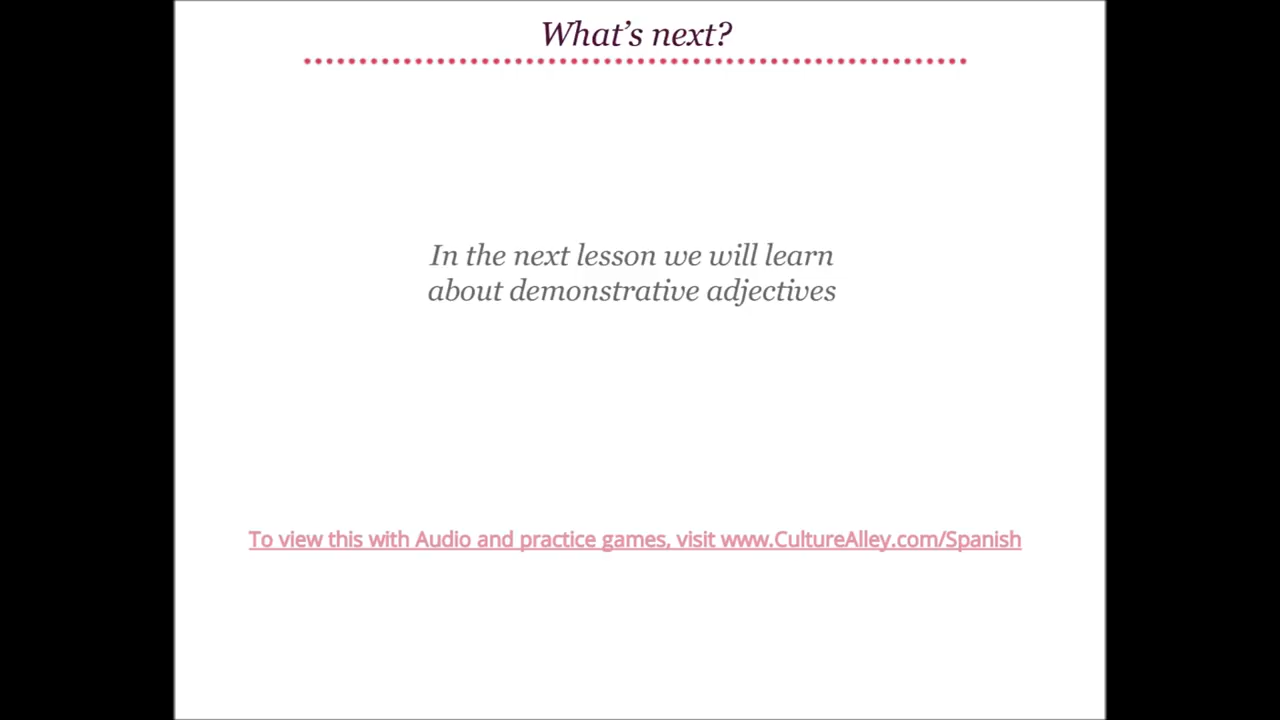 What’s next?
In the next lesson we will learn
about demonstrative adjectives
To view this with Audio and practice games, visit www.CultureAlley.com/Spanish